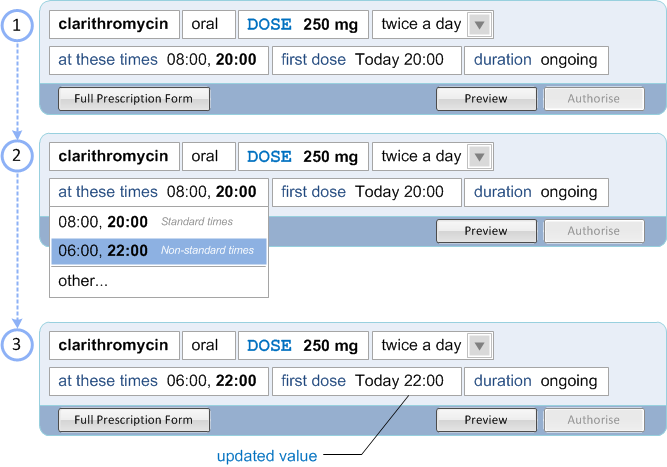 1
clarithromycin oral DOSE 250 mg twice a day
at these times 08:00, 20:00 first dose Today 20:00 duration ongoing
Full Prescription Form Preview Authorise
2
clarithromycin oral DOSE 250 mg twice a day
at these times 08:00, 20:00 first dose Today 20:00 duration ongoing
08:00, 20:00 Standard times
Preview Authorise
06:00, 22:00 Non-standard times
other...
3
clarithromycin oral DOSE 250 mg twice a day
at these times 06:00, 22:00 first dose Today 22:00 duration ongoing
Full Prescription Form Preview Authorise
updated value